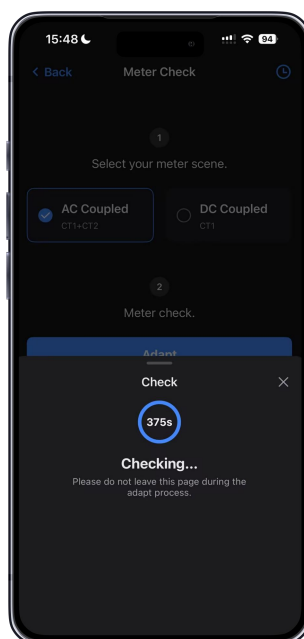 15:48
94
Back
Meter Check
1
Select your meter scene.
AC Coupled
CT1+CT2
DC Coupled
CT1
2
Meter check.
Adapt
Check
375s
Checking...
Please do not leave this page during the
adapt process.